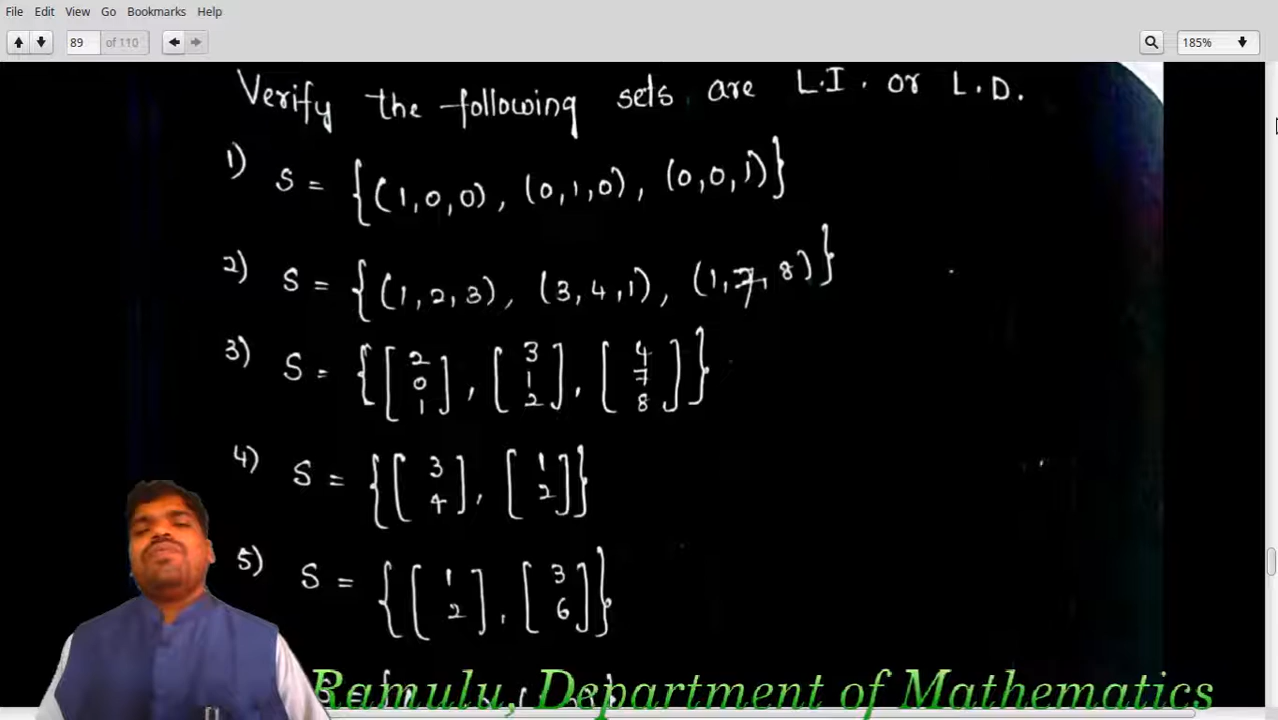 File Edit View Go Bookmarks Help
89 of 110 185%
Verify the following sets are L.I. or L.D.
1) S = {(1,0,0), (0,1,0), (0,0,1)}
2) S = {(1,2,3), (3,4,1), (1,7,8)}
3) S = {[2 0 1], [3 1 2], [4 7 8]}
4) S = {[3 4], [1 2]}
5) S = {[1 2], [3 6]}
Ramulu, Department of Mathematics